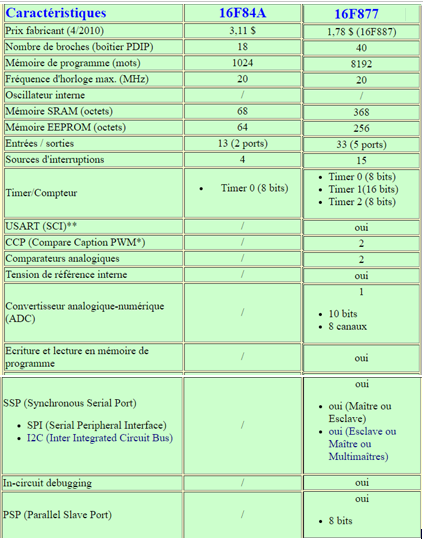 Caractéristiques 16F84A 16F877
Prix fabricant (4/2010) 3,11 $ 1,78 $ (16F887)
Nombre de broches (boîtier PDIP) 18 40
Mémoire de programme (mots) 1024 8192
Fréquence d'horloge max. (MHz) 20 20
Oscillateur interne / /
Mémoire SRAM (octets) 68 368
Mémoire EEPROM (octets) 64 256
Entrées / sorties 13 (2 ports) 33 (5 ports)
Sources d'interruptions 4 15
Timer/Compteur
• Timer 0 (8 bits)
• Timer 0 (8 bits)
• Timer 1(16 bits)
• Timer 2 (8 bits)
USART (SCI)** / oui
CCP (Compare Caption PWM*) / 2
Comparateurs analogiques / 2
Tension de référence interne / oui
Convertisseur analogique-numérique
(ADC)
/
1
• 10 bits
• 8 canaux
Ecriture et lecture en mémoire de
programme
/ oui
SSP (Synchronous Serial Port)
• SPI (Serial Peripheral Interface)
• I2C (Inter Integrated Circuit Bus)
/
oui
• oui (Maître ou
Esclave)
• oui (Esclave ou
Maître ou
Multimaîtres)
In-circuit debugging / oui
PSP (Parallel Slave Port) /
oui
• 8 bits